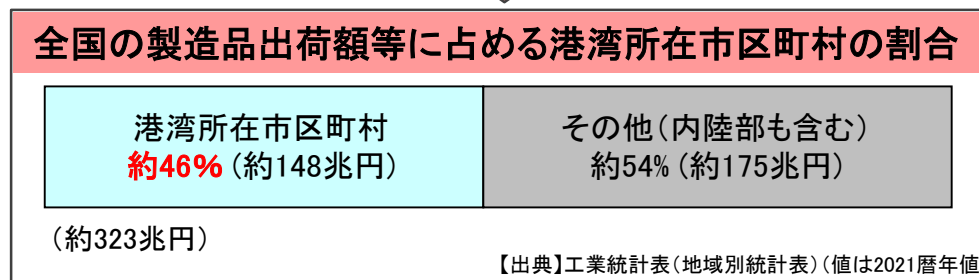 全国の製造品出荷額等に占める港湾所在市区町村の割合
港湾所在市区町村
約46%(約148兆円)
その他(内陸部も含む)
約54%(約175兆円)
(約323兆円)
【出典】工業統計表(地域別統計表)(値は2021暦年値